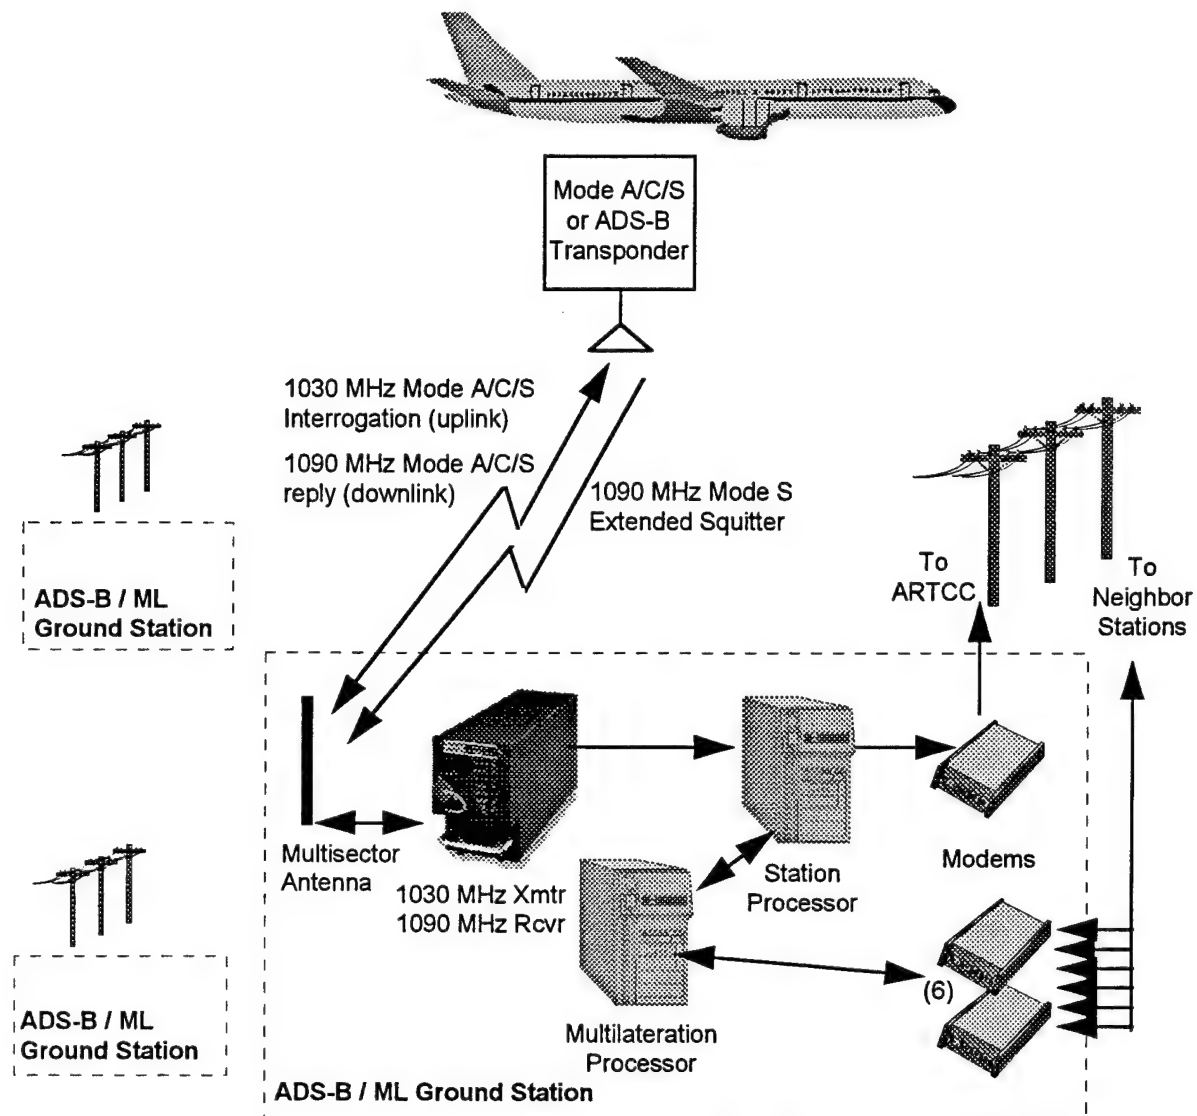 Mode A/C/S
or ADS-B
Transponder
1030 MHz Mode A/C/S
Interrogation (uplink)
1090 MHz Mode A/C/S
reply (downlink)
1090 MHz Mode S
Extended Squitter
To
ARTCC
To
Neighbor
Stations
ADS-B / ML
Ground Station
Multisector
Antenna
1030 MHz Xmtr
1090 MHz Rcvr
Station
Processor
Modems
(6)
Multilateration
Processor
ADS-B / ML
Ground Station
ADS-B / ML Ground Station